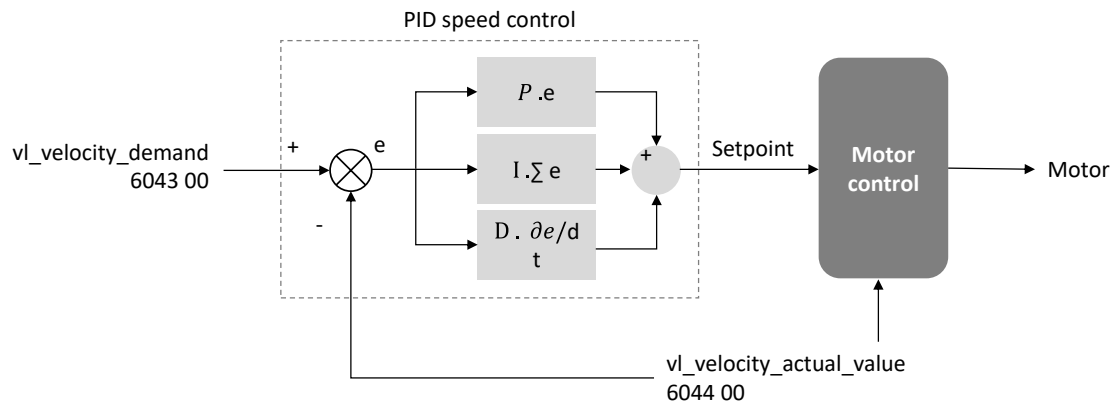 PID speed control
P .e
vl_velocity_demand
6043 00
+
e
-
I .∑ e
D . ∂e/d
t
+
Setpoint
Motor
control
Motor
vl_velocity_actual_value
6044 00